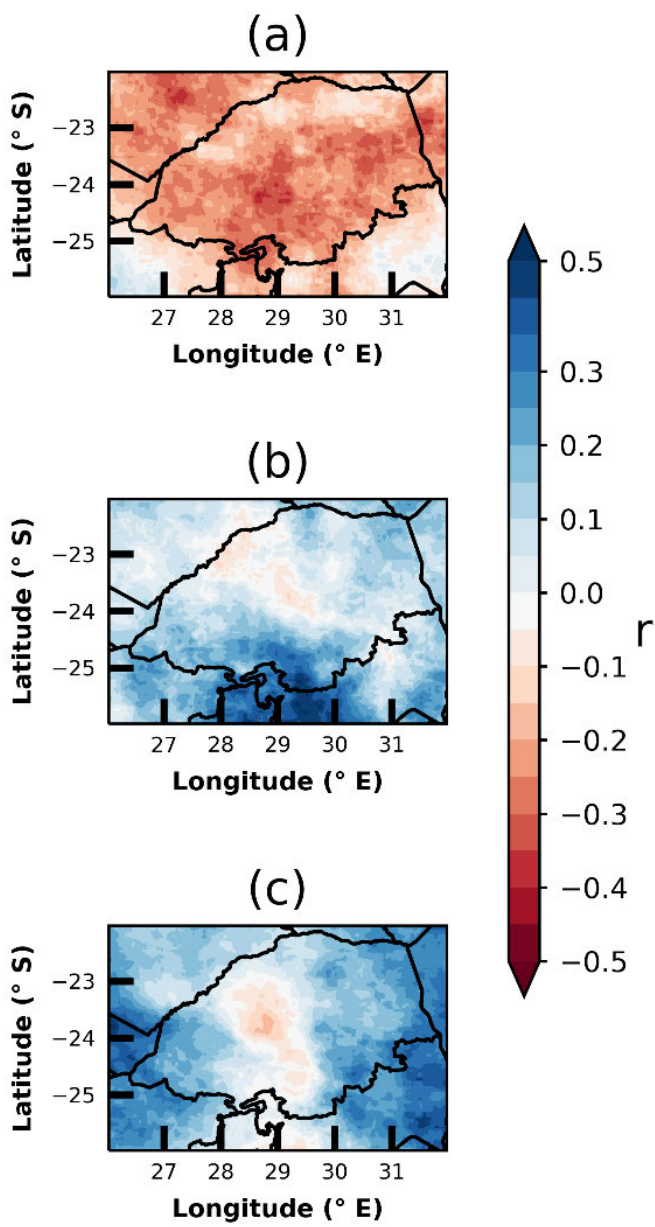 (a)
Latitude (° S)
−23
−24
−25
27 28 29 30 31
Longitude (° E)
(b)
Latitude (° S)
−23
−24
−25
27 28 29 30 31
Longitude (° E)
(c)
Latitude (° S)
−23
−24
−25
27 28 29 30 31
Longitude (° E)
0.5
0.3
0.2
0.1
0.0
−0.1
−0.2
−0.3
−0.4
−0.5
r